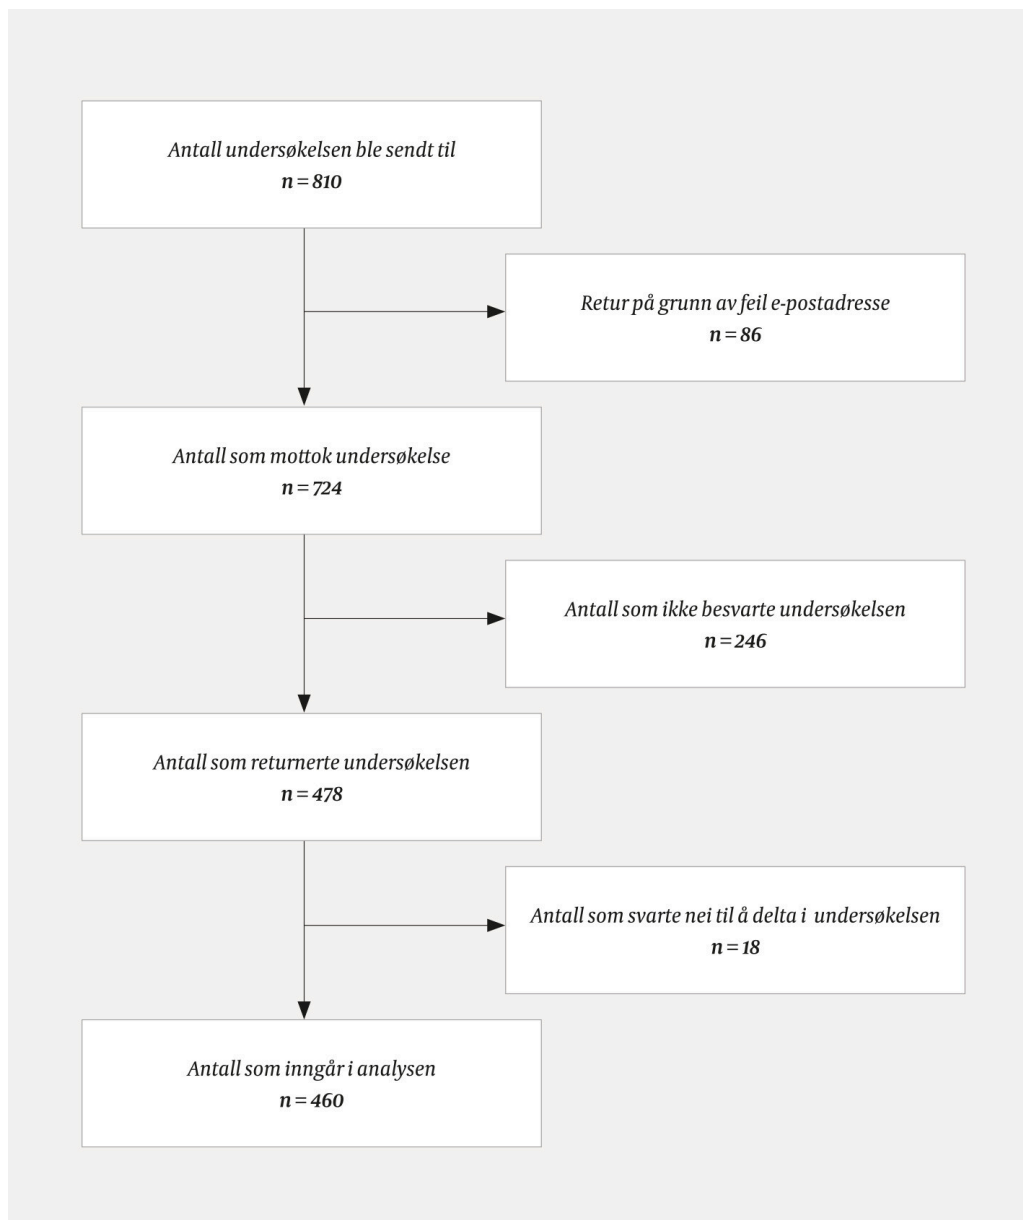 Antall undersøkelsen ble sendt til
n = 810
Retur på grunn av feil e-postadresse
n = 86
Antall som mottok undersøkelse
n = 724
Antall som ikke besvarte undersøkelsen
n = 246
Antall som returnerte undersøkelsen
n = 478
Antall som svarte nei til å delta i undersøkelsen
n = 18
Antall som inngår i analysen
n = 460